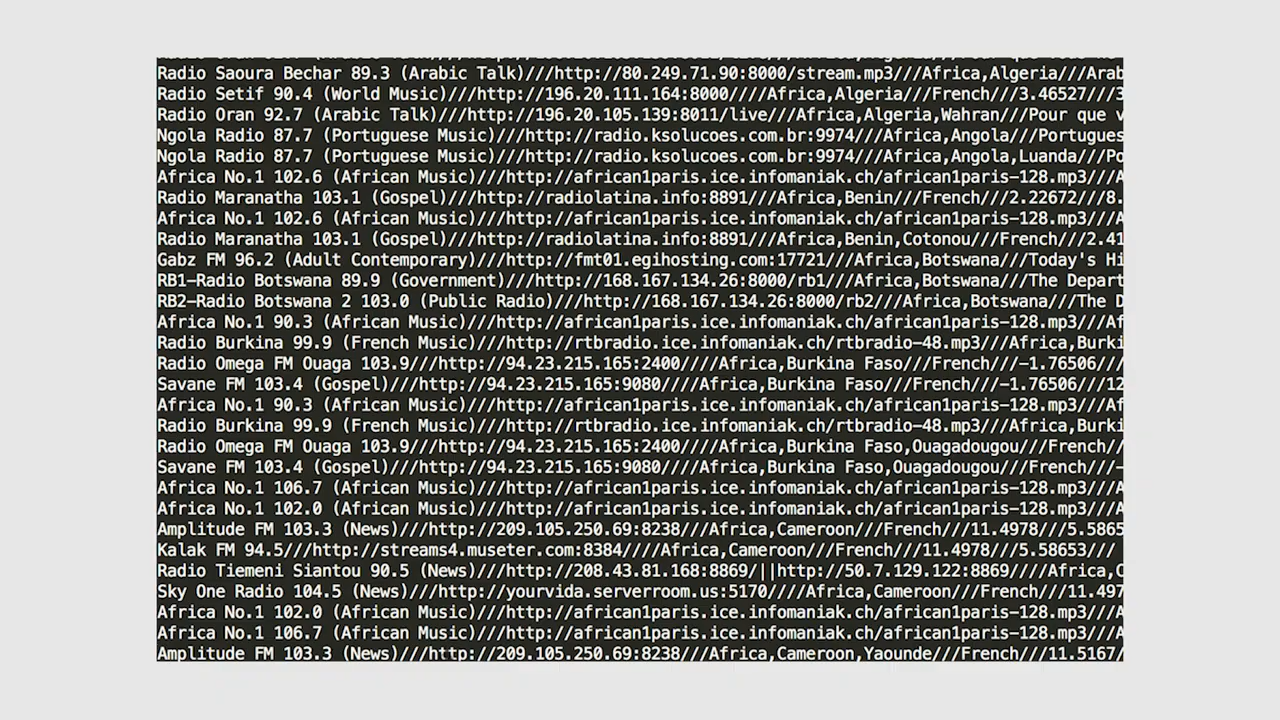 Radio Saoura Bechar 89.3 (Arabic Talk)///http://80.249.71.90:8000/stream.mp3///Africa,Algeria///Arab
Radio Setif 90.4 (World Music)///http://196.20.111.164:8000////Africa,Algeria///French///3.46527///3
Radio Oran 92.7 (Arabic Talk)///http://196.20.105.139:8011/live///Africa,Algeria,Wahran///Pour que v
Ngola Radio 87.7 (Portuguese Music)///http://radio.ksolucoes.com.br:9974///Africa,Angola///Portugues
Ngola Radio 87.7 (Portuguese Music)///http://radio.ksolucoes.com.br:9974///Africa,Angola,Luanda///Po
Africa No.1 102.6 (African Music)///http://african1paris.ice.infomaniak.ch/african1paris-128.mp3///A
Radio Maranatha 103.1 (Gospel)///http://radiolatina.info:8891///Africa,Benin///French///2.22672///8.
Africa No.1 102.6 (African Music)///http://african1paris.ice.infomaniak.ch/african1paris-128.mp3///A
Radio Maranatha 103.1 (Gospel)///http://radiolatina.info:8891///Africa,Benin,Cotonou///French///2.41
Gabz FM 96.2 (Adult Contemporary)///http://fmt01.egihosting.com:17721///Africa,Botswana///Today's Hi
RB1-Radio Botswana 89.9 (Government)///http://168.167.134.26:8000/rb1///Africa,Botswana///The Depart
RB2-Radio Botswana 2 103.0 (Public Radio)///http://168.167.134.26:8000/rb2///Africa,Botswana///The D
Africa No.1 90.3 (African Music)///http://african1paris.ice.infomaniak.ch/african1paris-128.mp3///Af
Radio Burkina 99.9 (French Music)///http://rtbradio.ice.infomaniak.ch/rtbradio-48.mp3///Africa,Burki
Radio Omega FM Ouaga 103.9///http://94.23.215.165:2400////Africa,Burkina Faso///French///-1.76506///
Savane FM 103.4 (Gospel)///http://94.23.215.165:9080////Africa,Burkina Faso///French///-1.76506///12
Africa No.1 90.3 (African Music)///http://african1paris.ice.infomaniak.ch/african1paris-128.mp3///Af
Radio Burkina 99.9 (French Music)///http://rtbradio.ice.infomaniak.ch/rtbradio-48.mp3///Africa,Burki
Radio Omega FM Ouaga 103.9///http://94.23.215.165:2400////Africa,Burkina Faso,Ouagadougou///French//
Savane FM 103.4 (Gospel)///http://94.23.215.165:9080////Africa,Burkina Faso,Ouagadougou///French///-
Africa No.1 106.7 (African Music)///http://african1paris.ice.infomaniak.ch/african1paris-128.mp3///A
Africa No.1 102.0 (African Music)///http://african1paris.ice.infomaniak.ch/african1paris-128.mp3///A
Amplitude FM 103.3 (News)///http://209.105.250.69:8238///Africa,Cameroon///French///11.4978///5.5865
Kalak FM 94.5///http://streams4.museter.com:8384////Africa,Cameroon///French///11.4978///5.58653///
Radio Tiemeni Siantou 90.5 (News)///http://208.43.81.168:8869/||http://50.7.129.122:8869////Africa,C
Sky One Radio 104.5 (News)///http://yourvida.serverroom.us:5170////Africa,Cameroon///French///11.497
Africa No.1 102.0 (African Music)///http://african1paris.ice.infomaniak.ch/african1paris-128.mp3///A
Africa No.1 106.7 (African Music)///http://african1paris.ice.infomaniak.ch/african1paris-128.mp3///A
Amplitude FM 103.3 (News)///http://209.105.250.69:8238///Africa,Cameroon,Yaounde///French///11.5167/